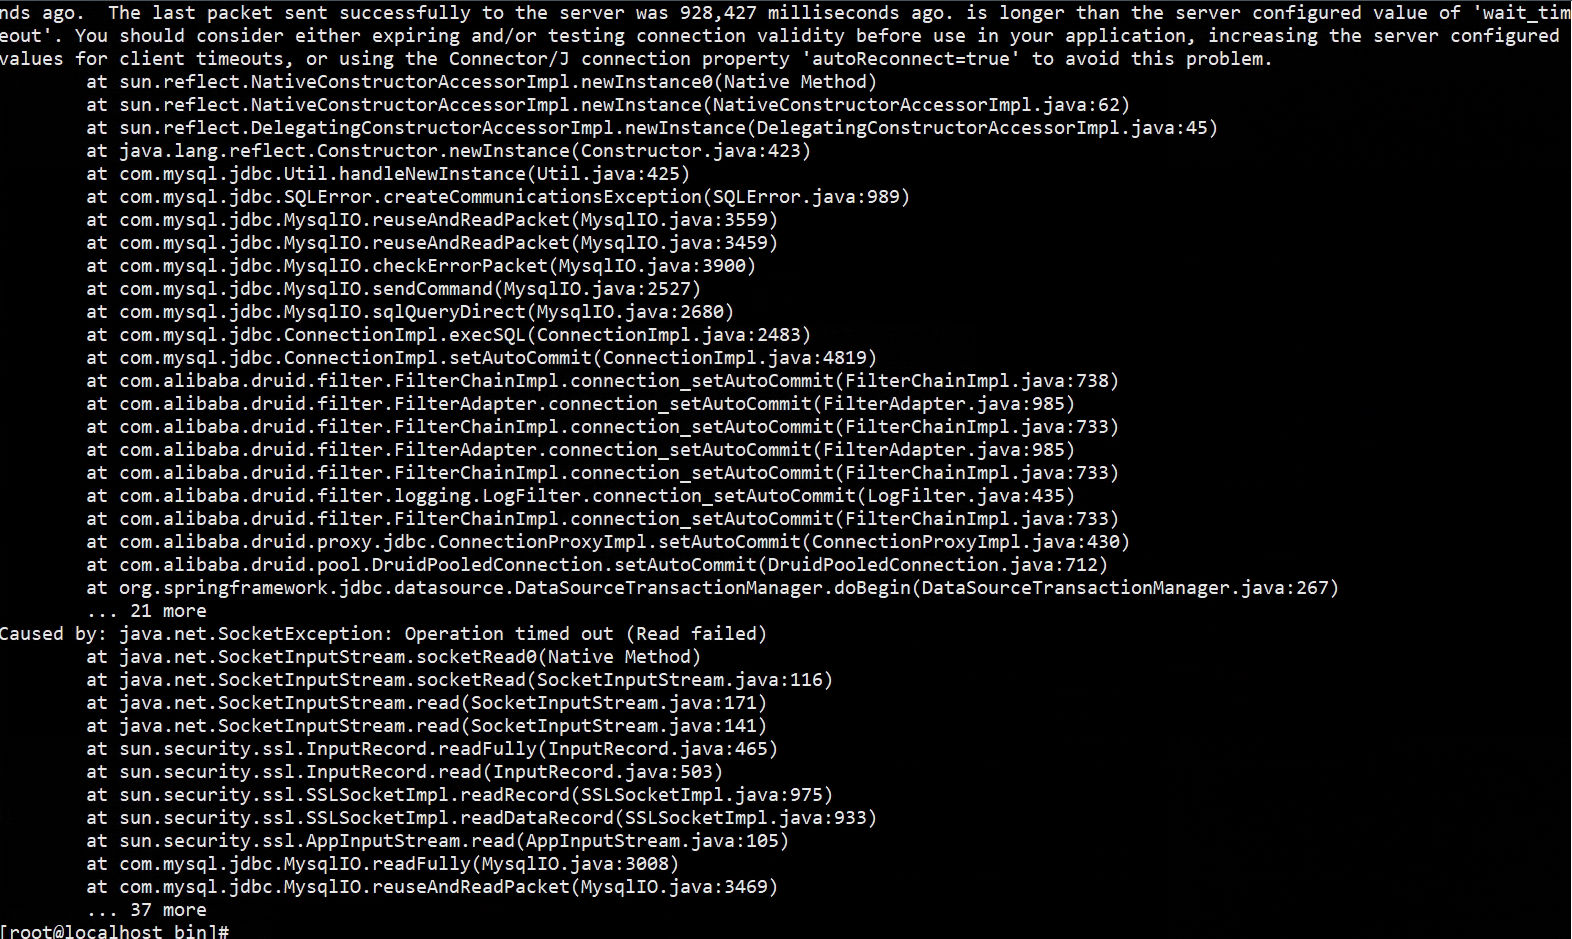 nds ago.  The last packet sent successfully to the server was 928,427 milliseconds ago. is longer than the server configured value of 'wait_tim
eout'. You should consider either expiring and/or testing connection validity before use in your application, increasing the server configured
values for client timeouts, or using the Connector/J connection property 'autoReconnect=true' to avoid this problem.
        at sun.reflect.NativeConstructorAccessorImpl.newInstance0(Native Method)
        at sun.reflect.NativeConstructorAccessorImpl.newInstance(NativeConstructorAccessorImpl.java:62)
        at sun.reflect.DelegatingConstructorAccessorImpl.newInstance(DelegatingConstructorAccessorImpl.java:45)
        at java.lang.reflect.Constructor.newInstance(Constructor.java:423)
        at com.mysql.jdbc.Util.handleNewInstance(Util.java:425)
        at com.mysql.jdbc.SQLError.createCommunicationsException(SQLError.java:989)
        at com.mysql.jdbc.MysqlIO.reuseAndReadPacket(MysqlIO.java:3559)
        at com.mysql.jdbc.MysqlIO.reuseAndReadPacket(MysqlIO.java:3459)
        at com.mysql.jdbc.MysqlIO.checkErrorPacket(MysqlIO.java:3900)
        at com.mysql.jdbc.MysqlIO.sendCommand(MysqlIO.java:2527)
        at com.mysql.jdbc.MysqlIO.sqlQueryDirect(MysqlIO.java:2680)
        at com.mysql.jdbc.ConnectionImpl.execSQL(ConnectionImpl.java:2483)
        at com.mysql.jdbc.ConnectionImpl.setAutoCommit(ConnectionImpl.java:4819)
        at com.alibaba.druid.filter.FilterChainImpl.connection_setAutoCommit(FilterChainImpl.java:738)
        at com.alibaba.druid.filter.FilterAdapter.connection_setAutoCommit(FilterAdapter.java:985)
        at com.alibaba.druid.filter.FilterChainImpl.connection_setAutoCommit(FilterChainImpl.java:733)
        at com.alibaba.druid.filter.FilterAdapter.connection_setAutoCommit(FilterAdapter.java:985)
        at com.alibaba.druid.filter.FilterChainImpl.connection_setAutoCommit(FilterChainImpl.java:733)
        at com.alibaba.druid.filter.logging.LogFilter.connection_setAutoCommit(LogFilter.java:435)
        at com.alibaba.druid.filter.FilterChainImpl.connection_setAutoCommit(FilterChainImpl.java:733)
        at com.alibaba.druid.proxy.jdbc.ConnectionProxyImpl.setAutoCommit(ConnectionProxyImpl.java:430)
        at com.alibaba.druid.pool.DruidPooledConnection.setAutoCommit(DruidPooledConnection.java:712)
        at org.springframework.jdbc.datasource.DataSourceTransactionManager.doBegin(DataSourceTransactionManager.java:267)
        ... 21 more
Caused by: java.net.SocketException: Operation timed out (Read failed)
        at java.net.SocketInputStream.socketRead0(Native Method)
        at java.net.SocketInputStream.socketRead(SocketInputStream.java:116)
        at java.net.SocketInputStream.read(SocketInputStream.java:171)
        at java.net.SocketInputStream.read(SocketInputStream.java:141)
        at sun.security.ssl.InputRecord.readFully(InputRecord.java:465)
        at sun.security.ssl.InputRecord.read(InputRecord.java:503)
        at sun.security.ssl.SSLSocketImpl.readRecord(SSLSocketImpl.java:975)
        at sun.security.ssl.SSLSocketImpl.readDataRecord(SSLSocketImpl.java:933)
        at sun.security.ssl.AppInputStream.read(AppInputStream.java:105)
        at com.mysql.jdbc.MysqlIO.readFully(MysqlIO.java:3008)
        at com.mysql.jdbc.MysqlIO.reuseAndReadPacket(MysqlIO.java:3469)
        ... 37 more
[root@localhost bin]#